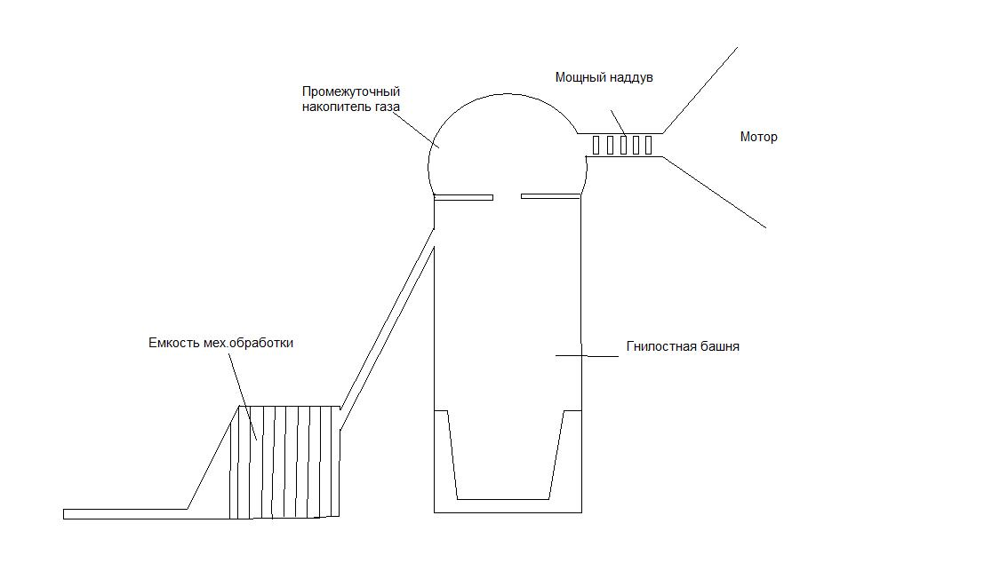 Мощный наддув
Промежуточный
накопитель газа
Мотор
Емкость мех.обработки
Гнилостная башня